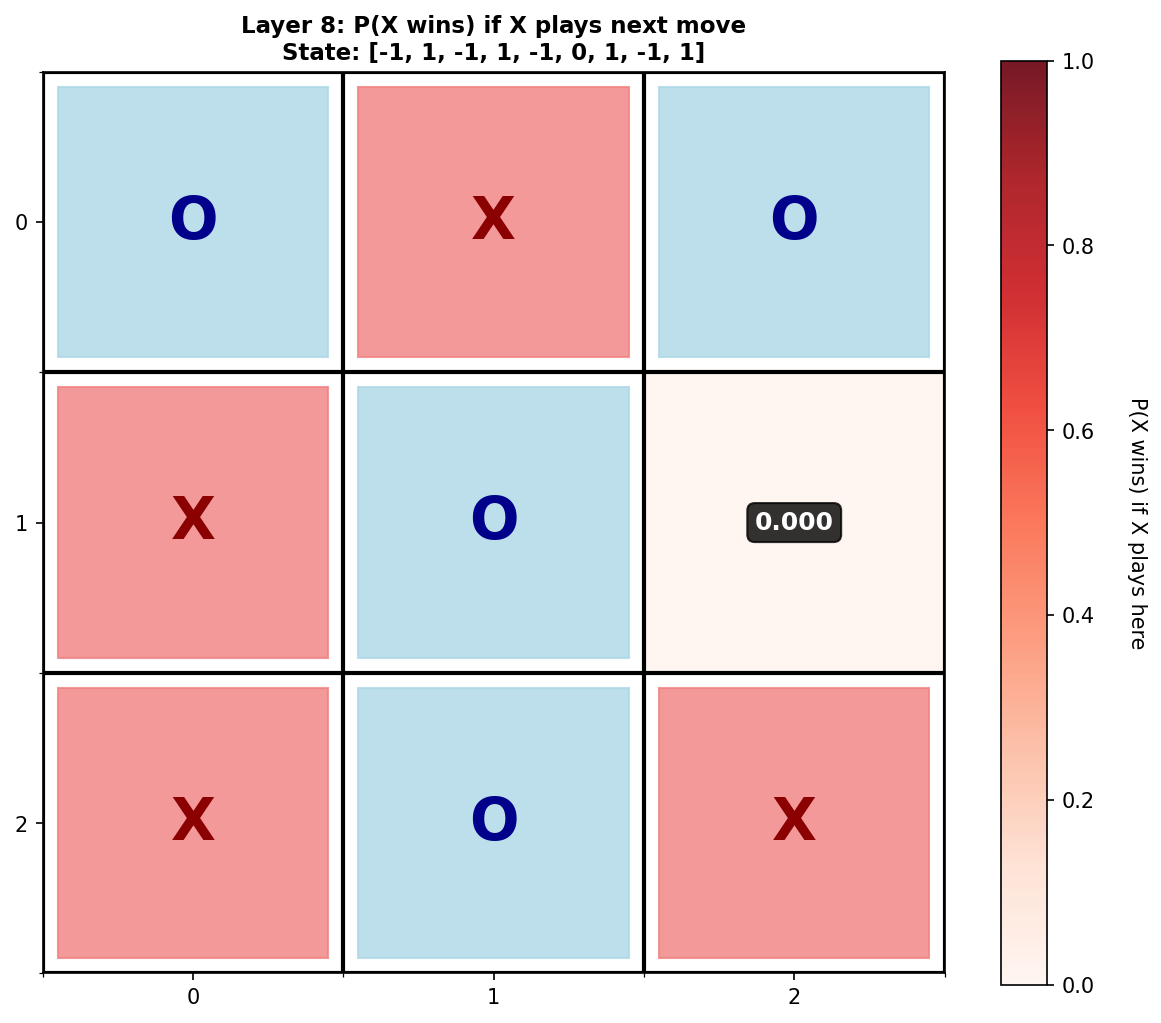 Layer 8: P(X wins) if X plays next move
State: [-1, 1, -1, 1, -1, 0, 1, -1, 1]
0
O
X
O
1
X
O
0.000
2
X
O
X
0
1
2
1.0
0.8
0.6
0.4
0.2
0.0
P(X wins) if X plays here